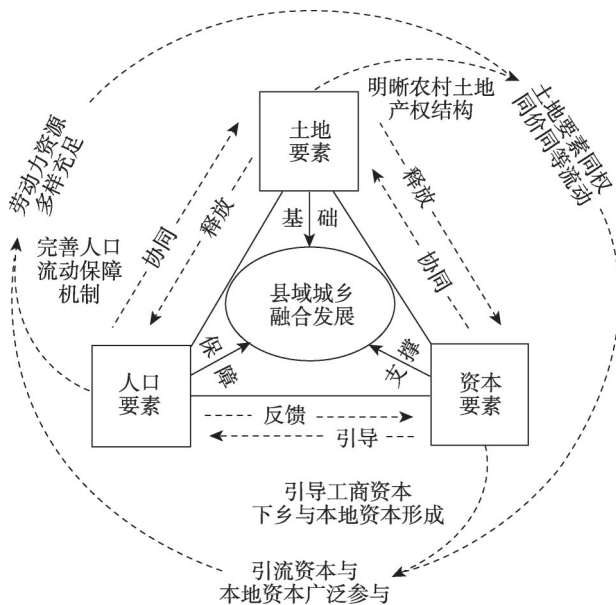 明晰农村土地
产权结构
土地
要素
劳动力资源
多样充足
土地要素同权
同价同等流动
协同
释放
释放
协同
基 础
完善人口
流动保障
机制
县域城乡
融合发展
保障
支撑
人口
要素
资本
要素
反馈
引导
引导工商资本
下乡与本地资本形成
引流资本与
本地资本广泛参与